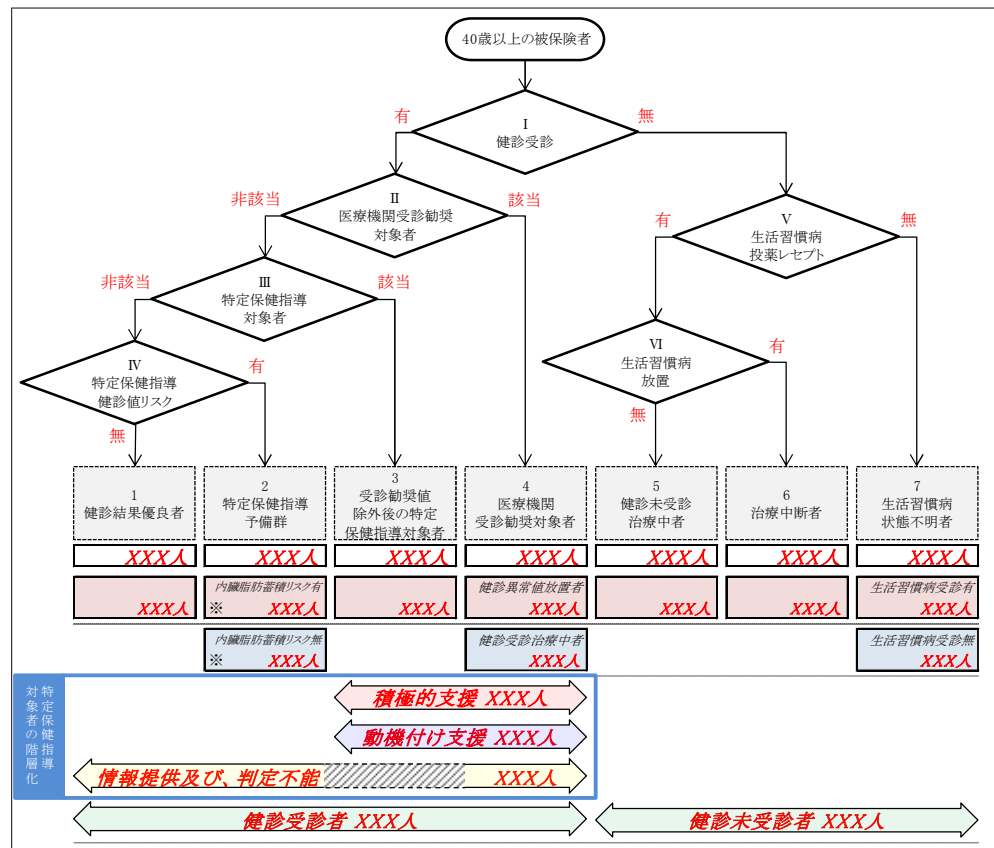 40歳以上の被保険者
Ⅰ
健診受診
有
無
Ⅱ
医療機関受診勧奨
対象者
非該当
該当
Ⅴ
生活習慣病
投薬レセプト
有
無
Ⅲ
特定保健指導
対象者
非該当
該当
Ⅳ
特定保健指導
健診値リスク
有
無
Ⅵ
生活習慣病
放置
有
無
1
健診結果優良者
2
特定保健指導
予備群
3
受診勧奨値
除外後の特定
保健指導対象者
4
医療機関
受診勧奨対象者
5
健診未受診
治療中者
6
治療中断者
7
生活習慣病
状態不明者
XXX人
XXX人
XXX人
XXX人
XXX人
XXX人
XXX人
XXX人
内臓脂肪蓄積リスク有
※ XXX人
XXX人
健診異常値放置者
XXX人
XXX人
XXX人
生活習慣病受診有
XXX人
内臓脂肪蓄積リスク無
※ XXX人
健診受診治療中者
XXX人
生活習慣病受診無
XXX人
特定保健指導
対象者の階層化
積極的支援 XXX人
動機付け支援 XXX人
情報提供及び、判定不能 XXX人
健診受診者 XXX人
健診未受診者 XXX人